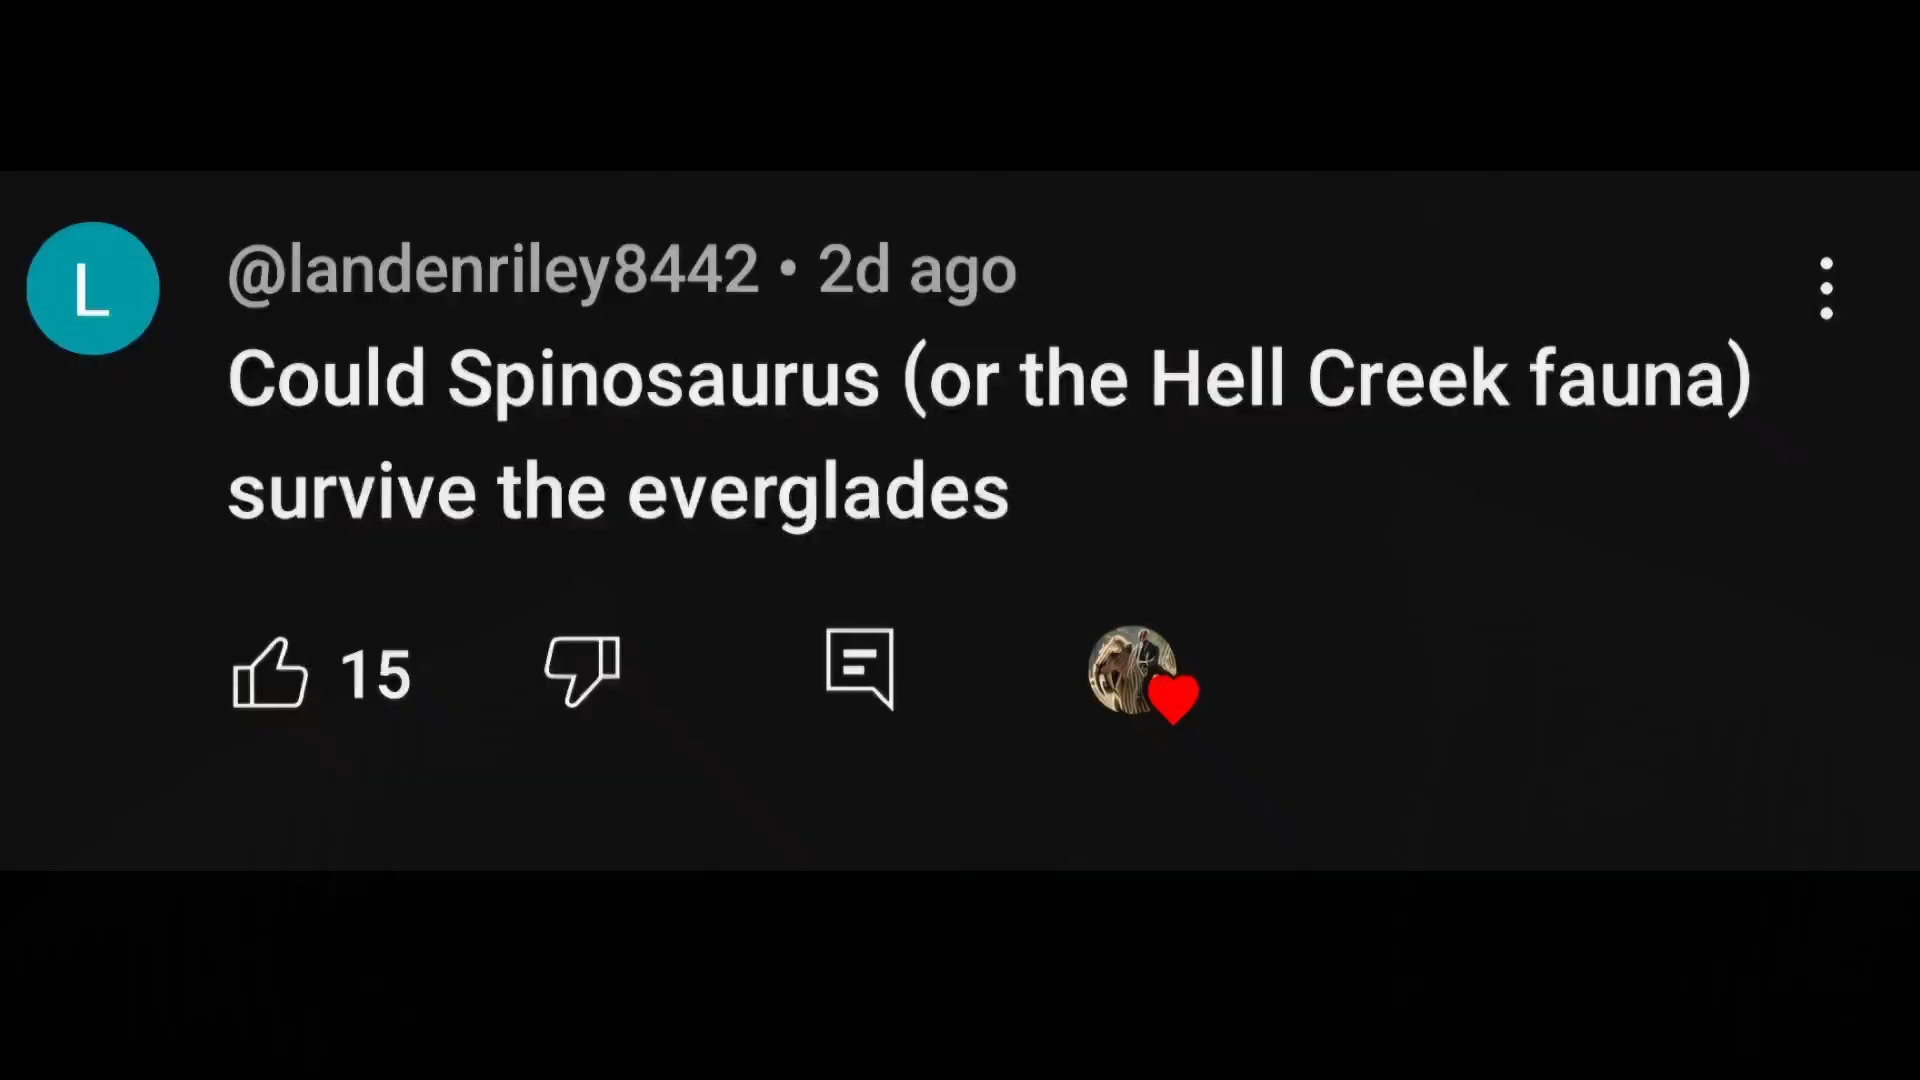 L
@landenriley8442 • 2d ago
Could Spinosaurus (or the Hell Creek fauna)
survive the everglades
15